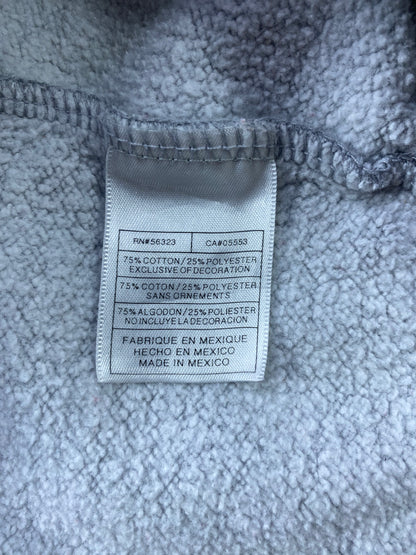 RN#56323 CA#05553
75% COTTON/25% POLYESTER
EXCLUSIVE OF DECORATION
75% COTON/25% POLYESTER
SANS ORNEMENTS
75% ALGODON/25% POLIESTER
NO INCLUYE LA DECORACION
FABRIQUE EN MEXIQUE
HECHO EN MEXICO
MADE IN MEXICO